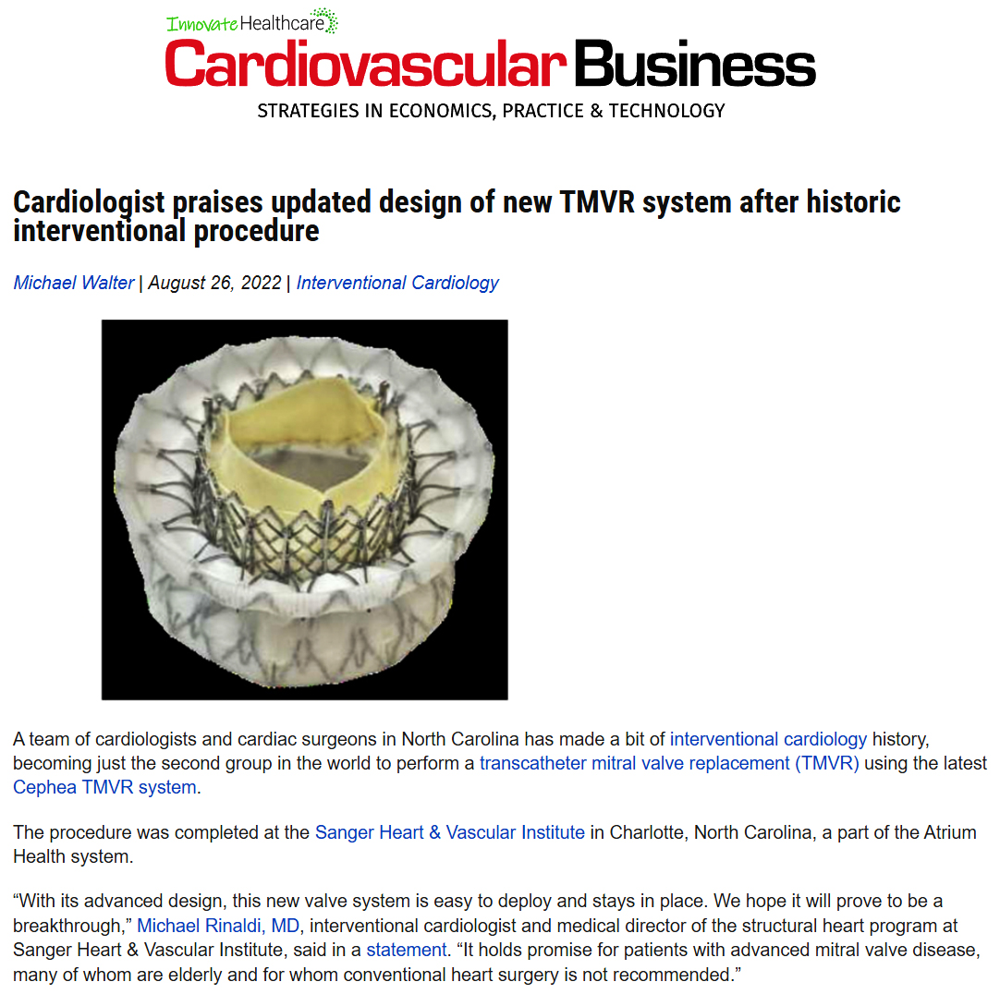 Innovate Healthcare
Cardiovascular Business
STRATEGIES IN ECONOMICS, PRACTICE & TECHNOLOGY
Cardiologist praises updated design of new TMVR system after historic
interventional procedure
Michael Walter | August 26, 2022 | Interventional Cardiology
A team of cardiologists and cardiac surgeons in North Carolina has made a bit of interventional cardiology history,
becoming just the second group in the world to perform a transcatheter mitral valve replacement (TMVR) using the latest
Cephea TMVR system.
The procedure was completed at the Sanger Heart & Vascular Institute in Charlotte, North Carolina, a part of the Atrium
Health system.
“With its advanced design, this new valve system is easy to deploy and stays in place. We hope it will prove to be a
breakthrough,” Michael Rinaldi, MD, interventional cardiologist and medical director of the structural heart program at
Sanger Heart & Vascular Institute, said in a statement. “It holds promise for patients with advanced mitral valve disease,
many of whom are elderly and for whom conventional heart surgery is not recommended.”